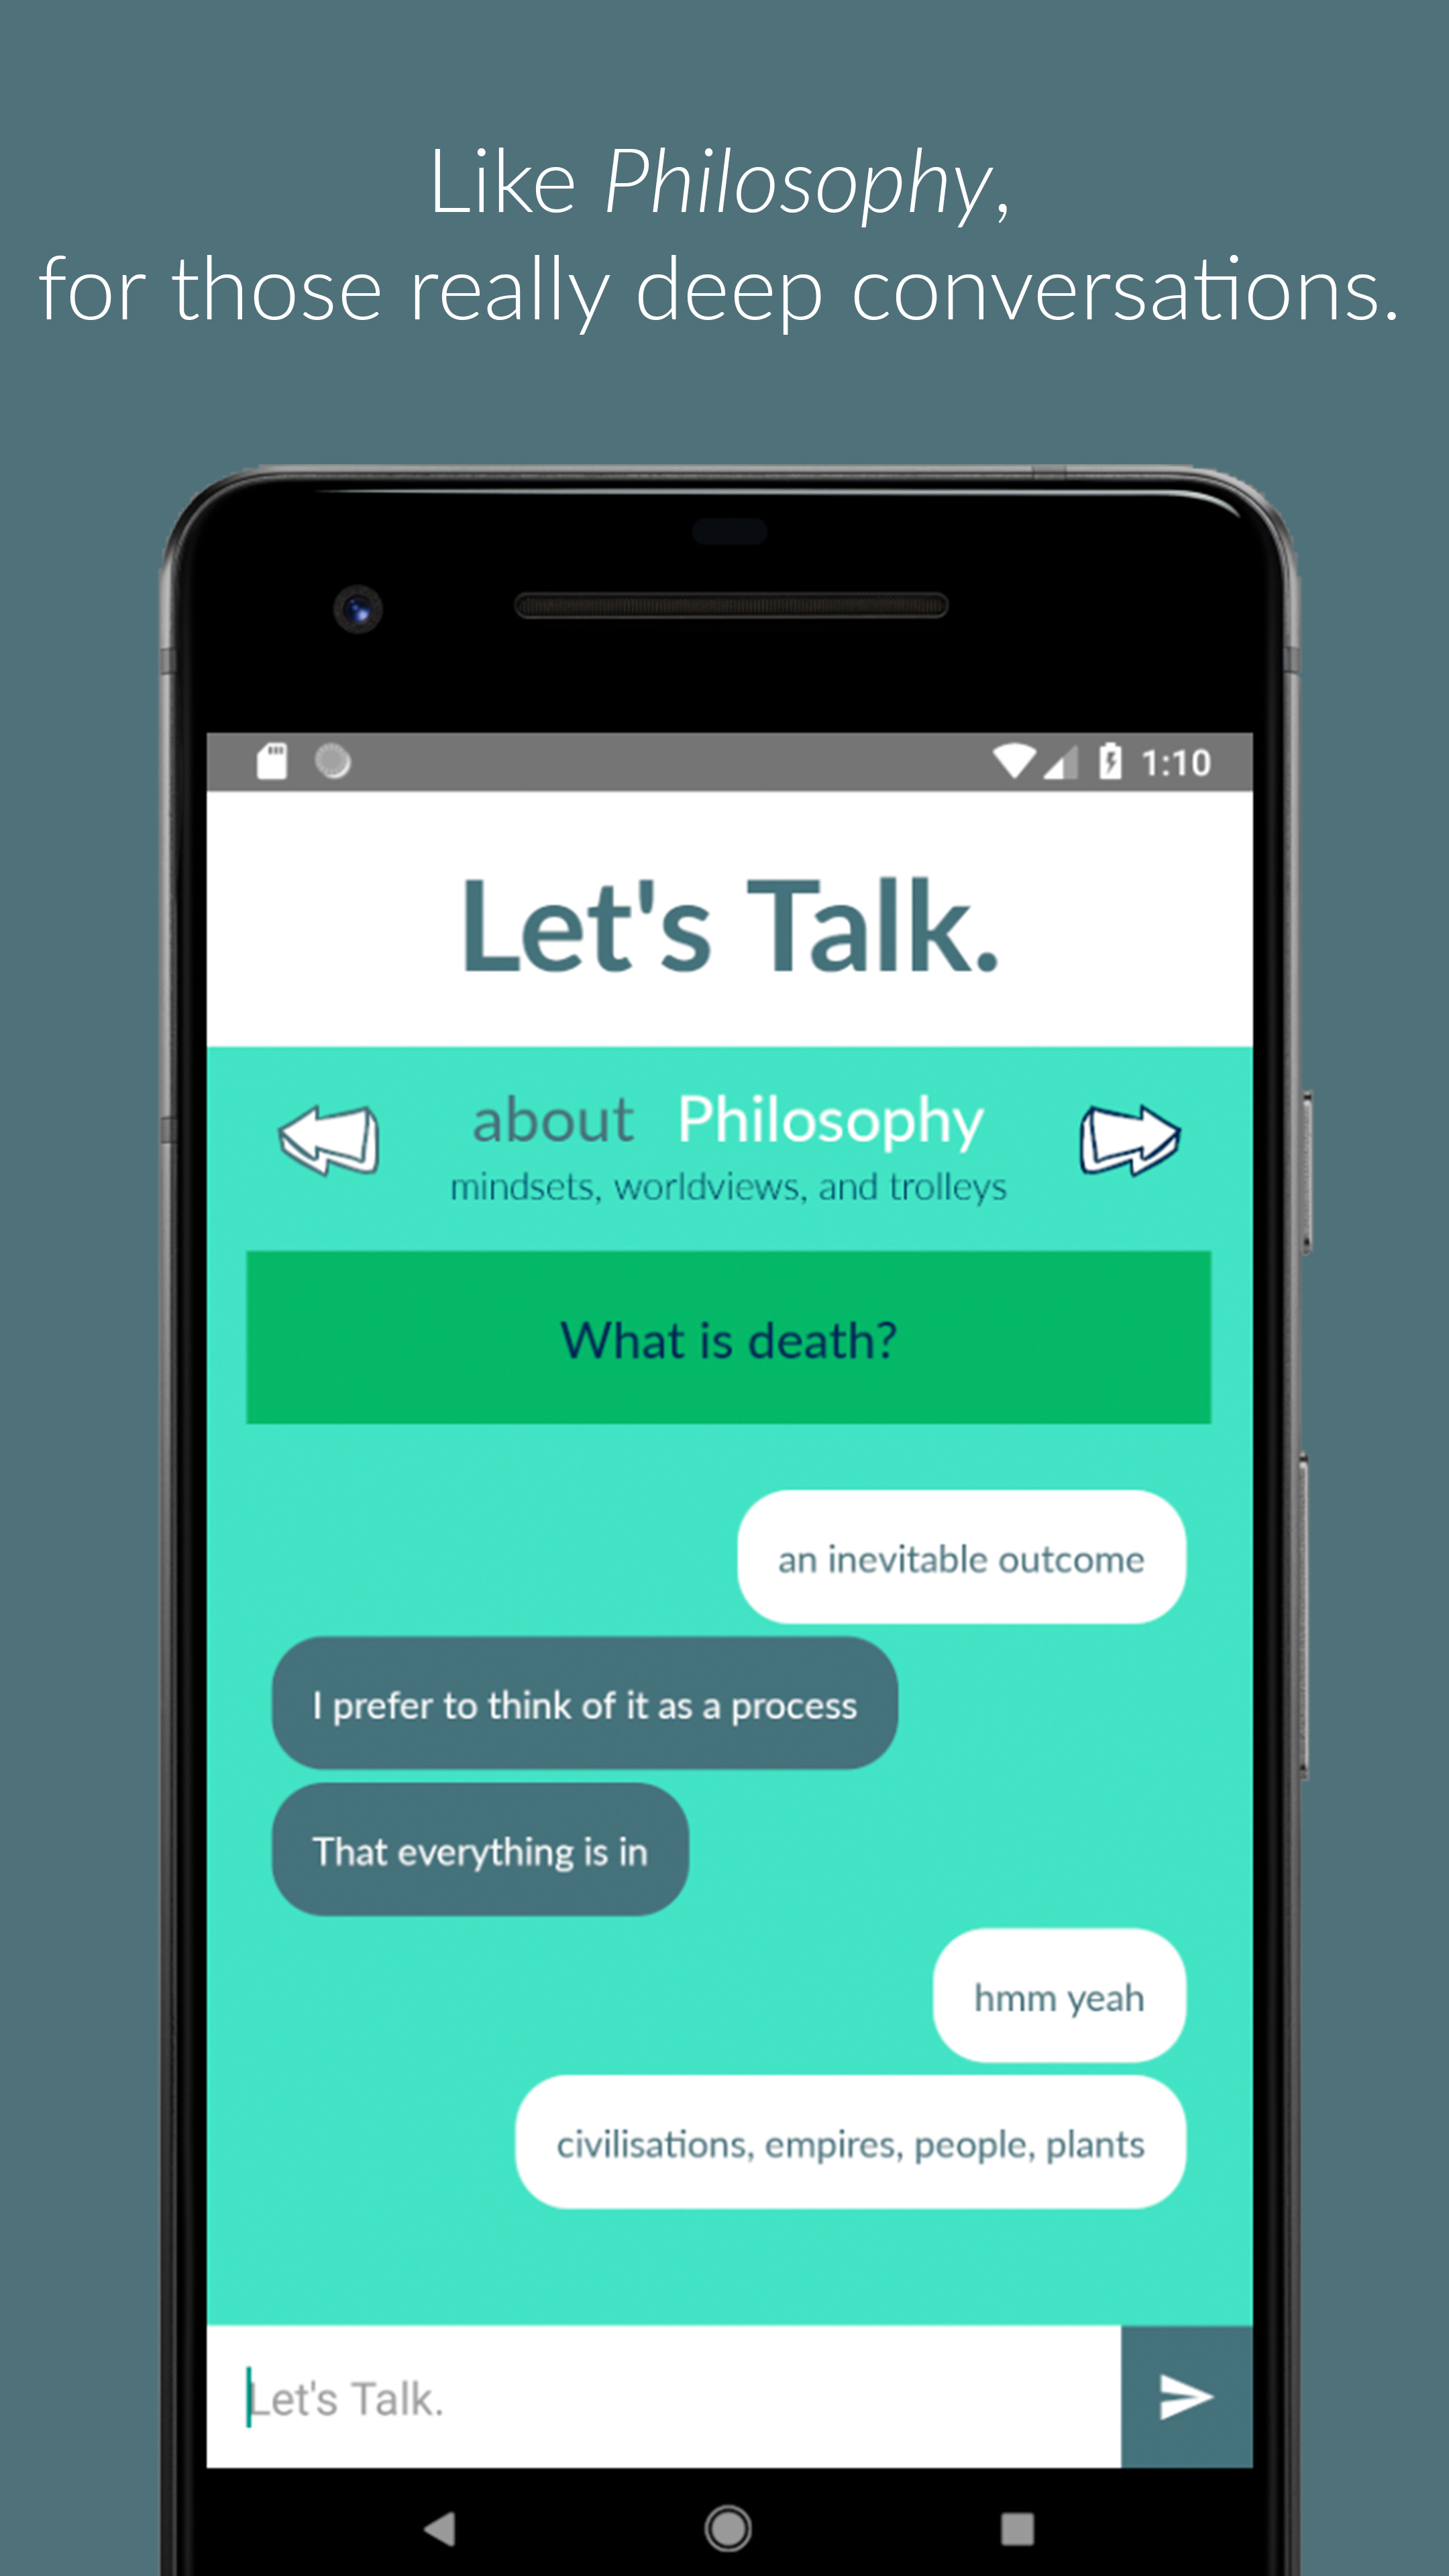 Like Philosophy,
for those really deep conversations.
1:10
Let's Talk.
about Philosophy
mindsets, worldviews, and trolleys
What is death?
an inevitable outcome
I prefer to think of it as a process
That everything is in
hmm yeah
civilisations, empires, people, plants
Let's Talk.